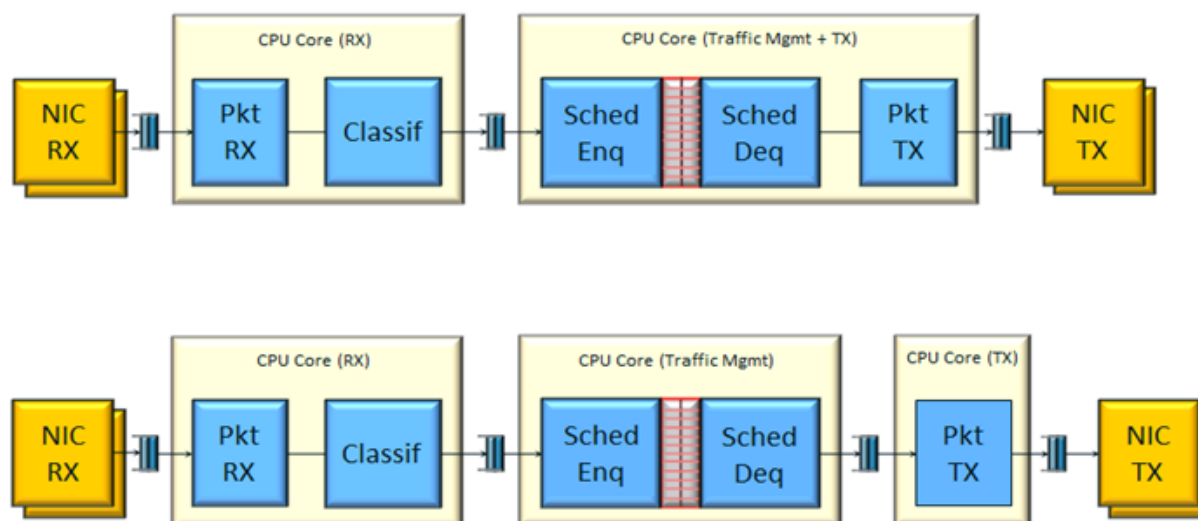 CPU Core (RX)
CPU Core (Traffic Mgmt + TX)
NIC
RX
Pkt
RX
Classif
Sched
Enq
Sched
Deq
Pkt
TX
NIC
TX
CPU Core (RX)
CPU Core (Traffic Mgmt)
CPU Core (TX)
NIC
RX
Pkt
RX
Classif
Sched
Enq
Sched
Deq
Pkt
TX
NIC
TX